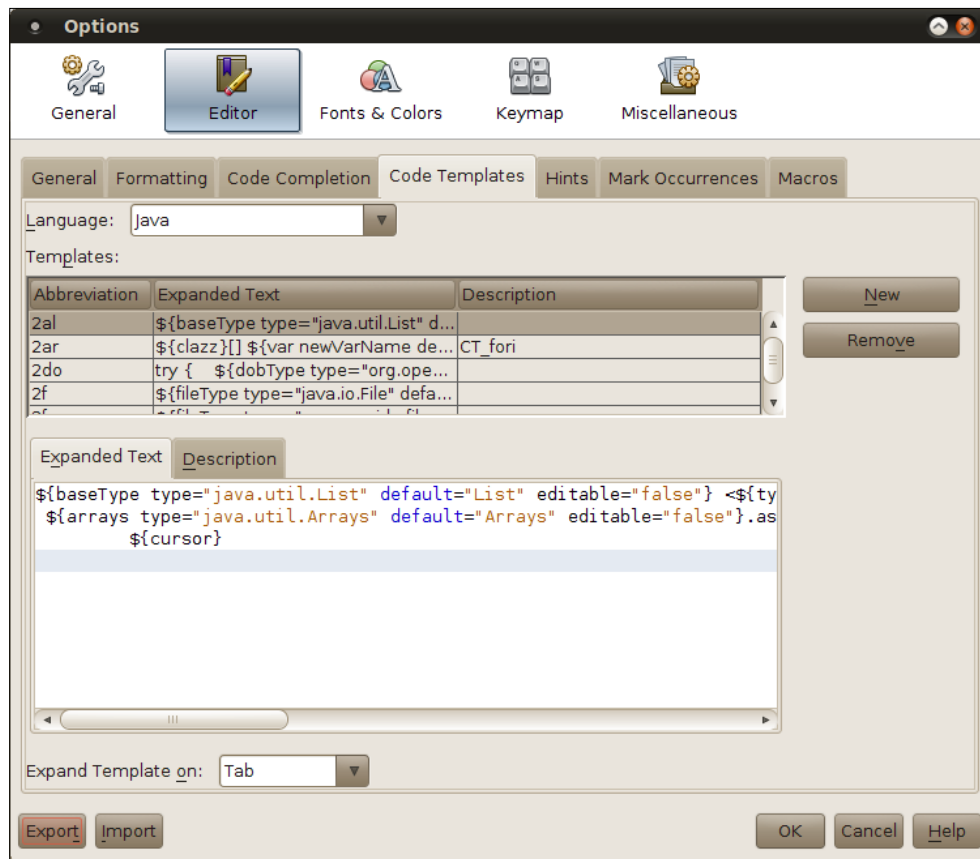 Options
General Editor Fonts & Colors Keymap Miscellaneous
General Formatting Code Completion Code Templates Hints Mark Occurrences Macros
Language: Java
Templates:
Abbreviation Expanded Text Description
New
2al ${baseType type="java.util.List" d...
2ar ${clazz}[] ${var newVarName de... CT_fori
Remove
2do try { ${dobType type="org.ope...
2f ${fileType type="java.io.File" defa...
Expanded Text Description
${baseType type="java.util.List" default="List" editable="false"} <${ty
${arrays type="java.util.Arrays" default="Arrays" editable="false"}.as
${cursor}
Expand Template on: Tab
Export Import OK Cancel Help